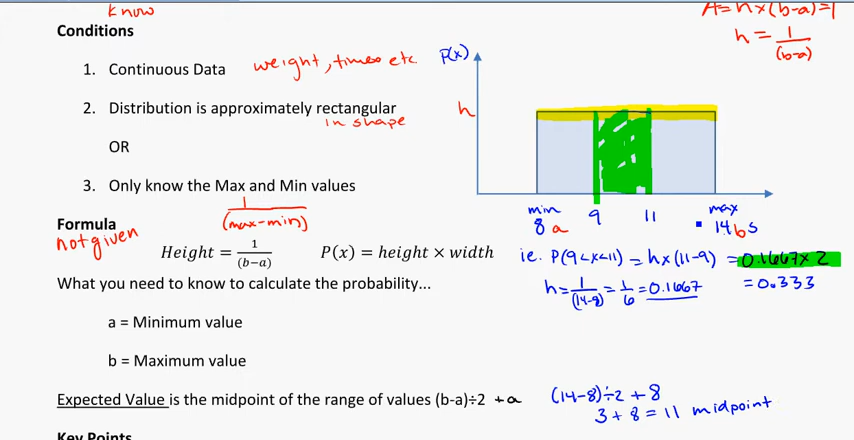 know
A=h×(b-a)=1
Conditions
h = 1/(b-a)
1. Continuous Data weight, times etc
P(x)
2. Distribution is approximately rectangular
in shape
h
OR
3. Only know the Max and Min values
1/(max-min)
min 9 11 max
8 a 14 b s
Formula
not given
Height = 1/(b-a) P(x) = height × width
ie. P(9<x<11) = h×(11-9) = 0.1667×2
What you need to know to calculate the probability...
h = 1/(14-8) = 1/6 = 0.1667 = 0.333
a = Minimum value
b = Maximum value
Expected Value is the midpoint of the range of values (b-a)÷2 + a
(14-8)÷2 + 8
3 + 8 = 11 midpoint
Key Points